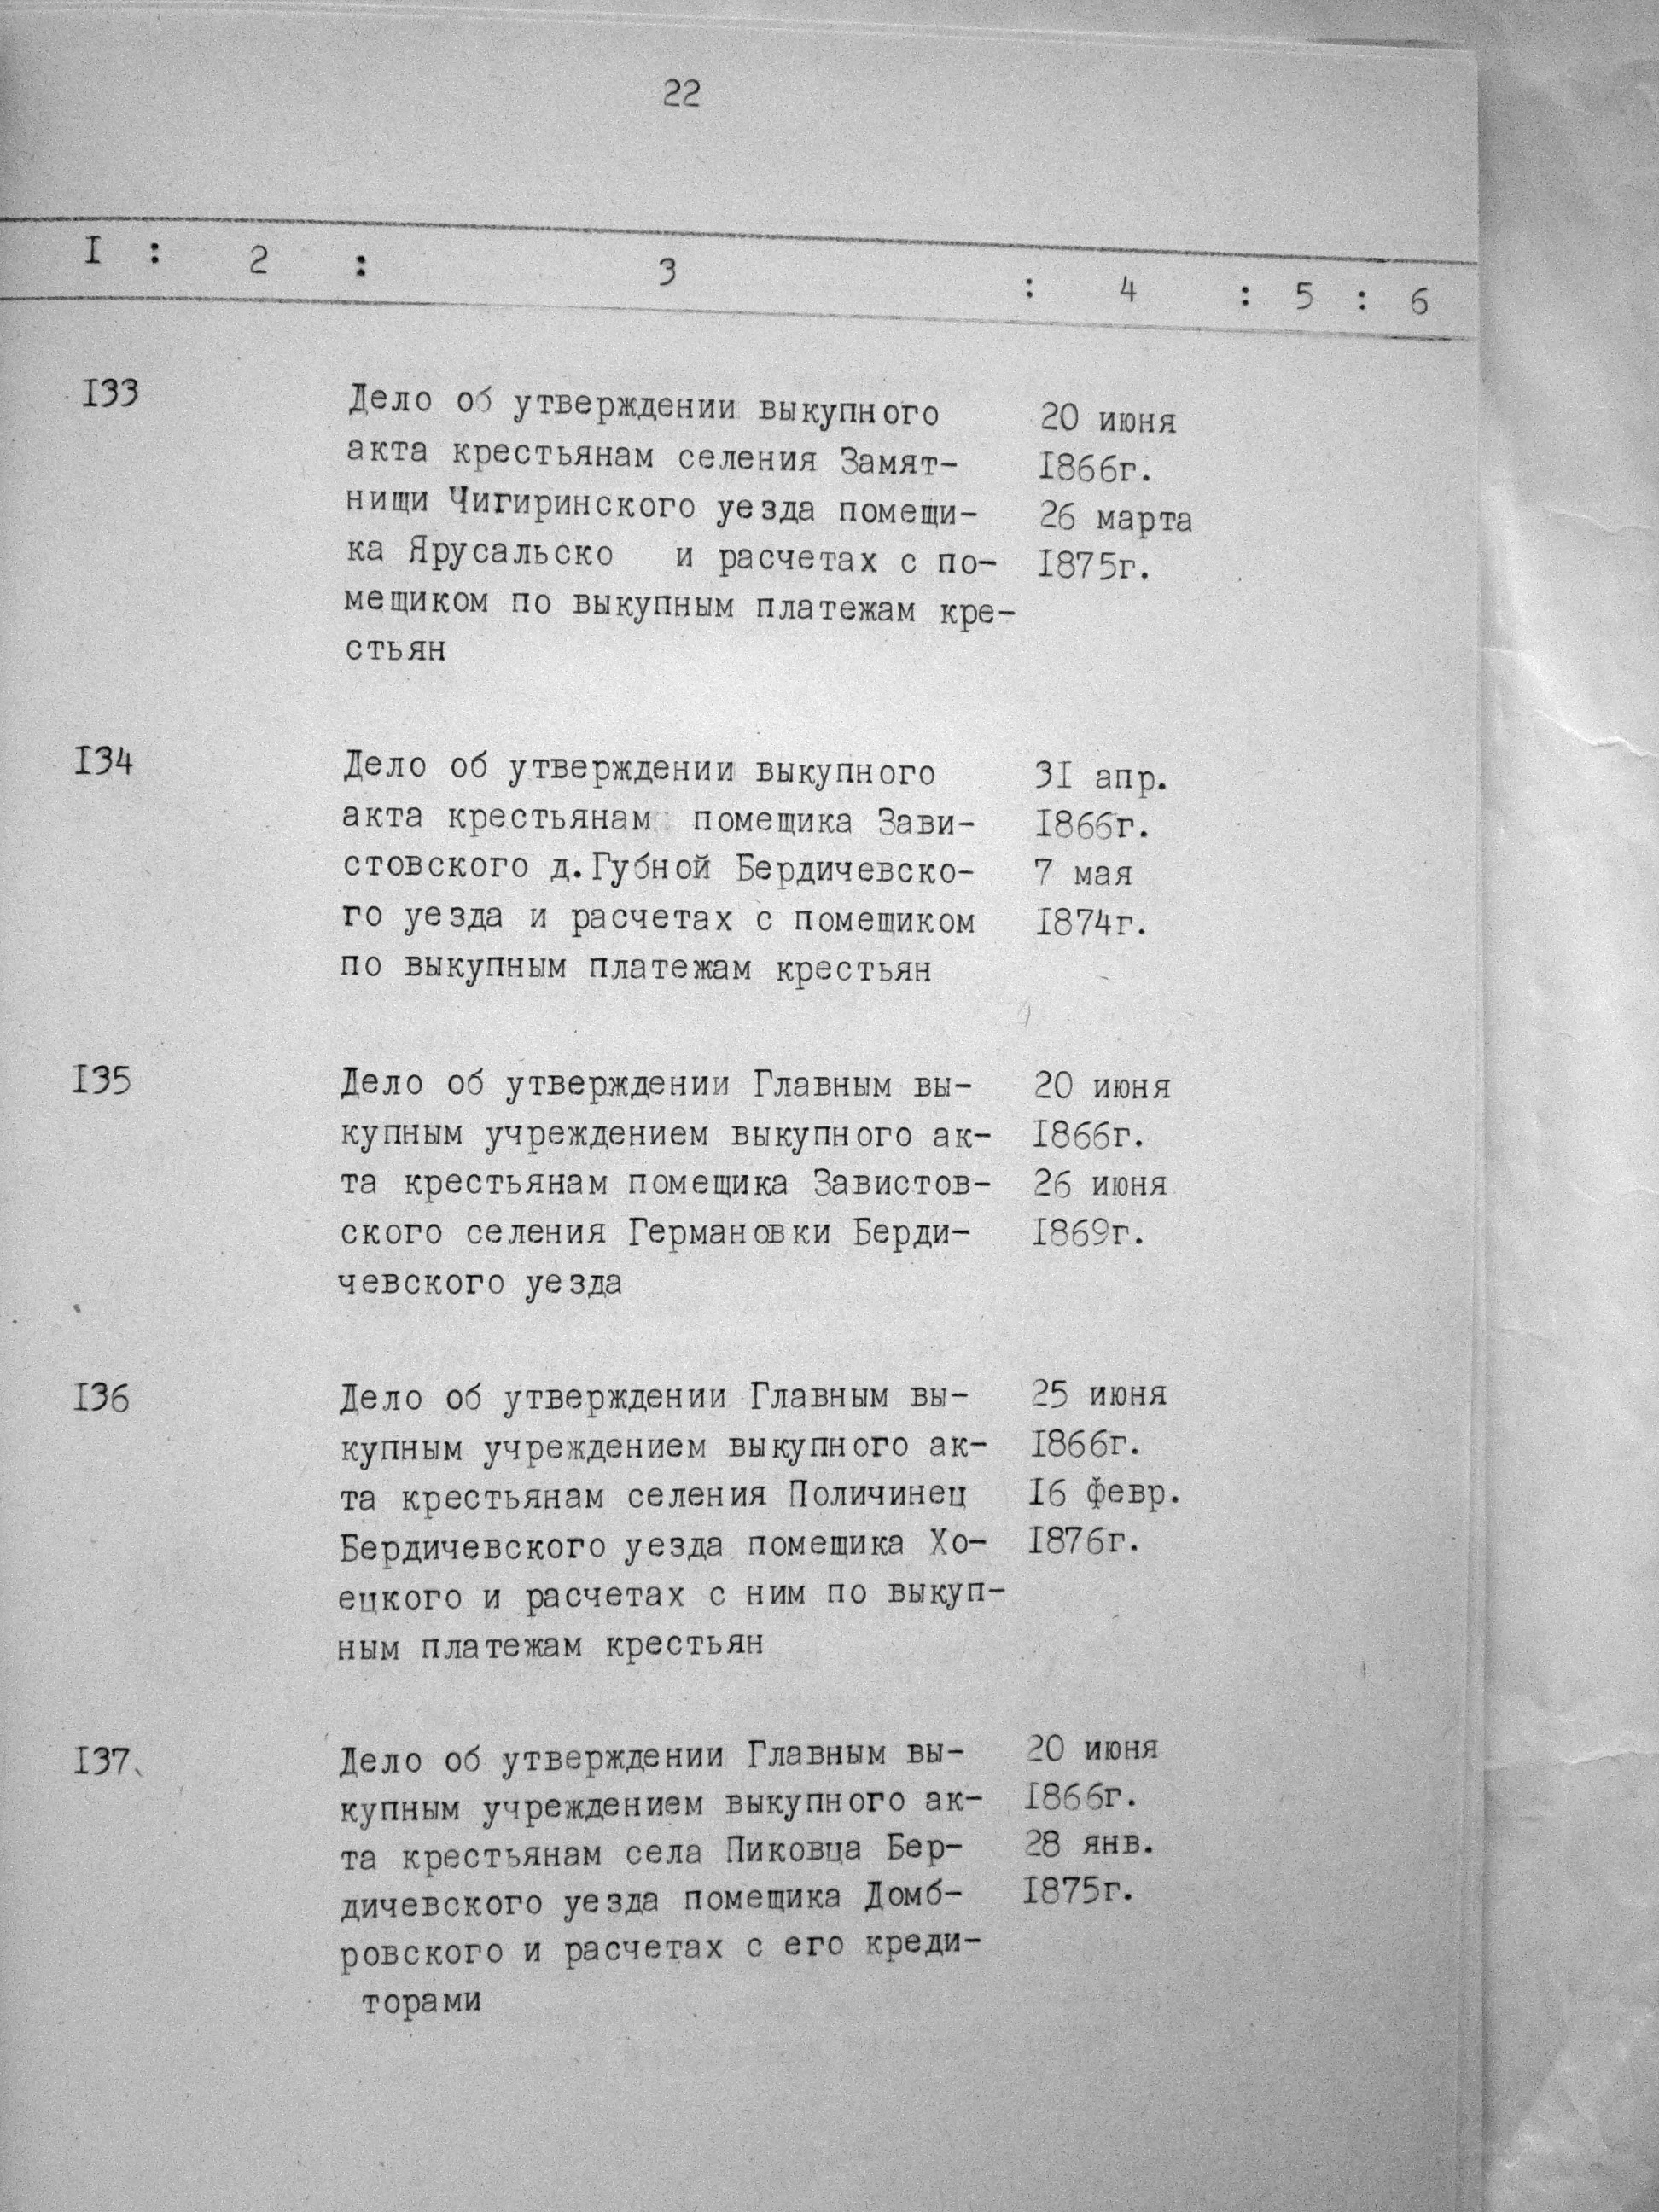 22
I : 2 : 3 : 4 : 5 : 6
I33 Дело об утверждении выкупного 20 июня
акта крестьянам селения Замят- I866г.
нищи Чигиринского уезда помещи- 26 марта
ка Ярусальско и расчетах с по- I875г.
мещиком по выкупным платежам кре-
стьян
I34 Дело об утверждении выкупного 3I апр.
акта крестьянам помещика Зави- I866г.
стовского д.Губной Бердичевско- 7 мая
го уезда и расчетах с помещиком I874г.
по выкупным платежам крестьян
I35 Дело об утверждении Главным вы- 20 июня
купным учреждением выкупного ак- I866г.
та крестьянам помещика Завистов- 26 июня
ского селения Германовки Берди- I869г.
чевского уезда
I36 Дело об утверждении Главным вы- 25 июня
купным учреждением выкупного ак- I866г.
та крестьянам селения Поличинец I6 февр.
Бердичевского уезда помещика Хо- I876г.
ецкого и расчетах с ним по выкуп-
ным платежам крестьян
I37. Дело об утверждении Главным вы- 20 июня
купным учреждением выкупного ак- I866г.
та крестьянам села Пиковца Бер- 28 янв.
дичевского уезда помещика Домб- I875г.
ровского и расчетах с его креди-
торами